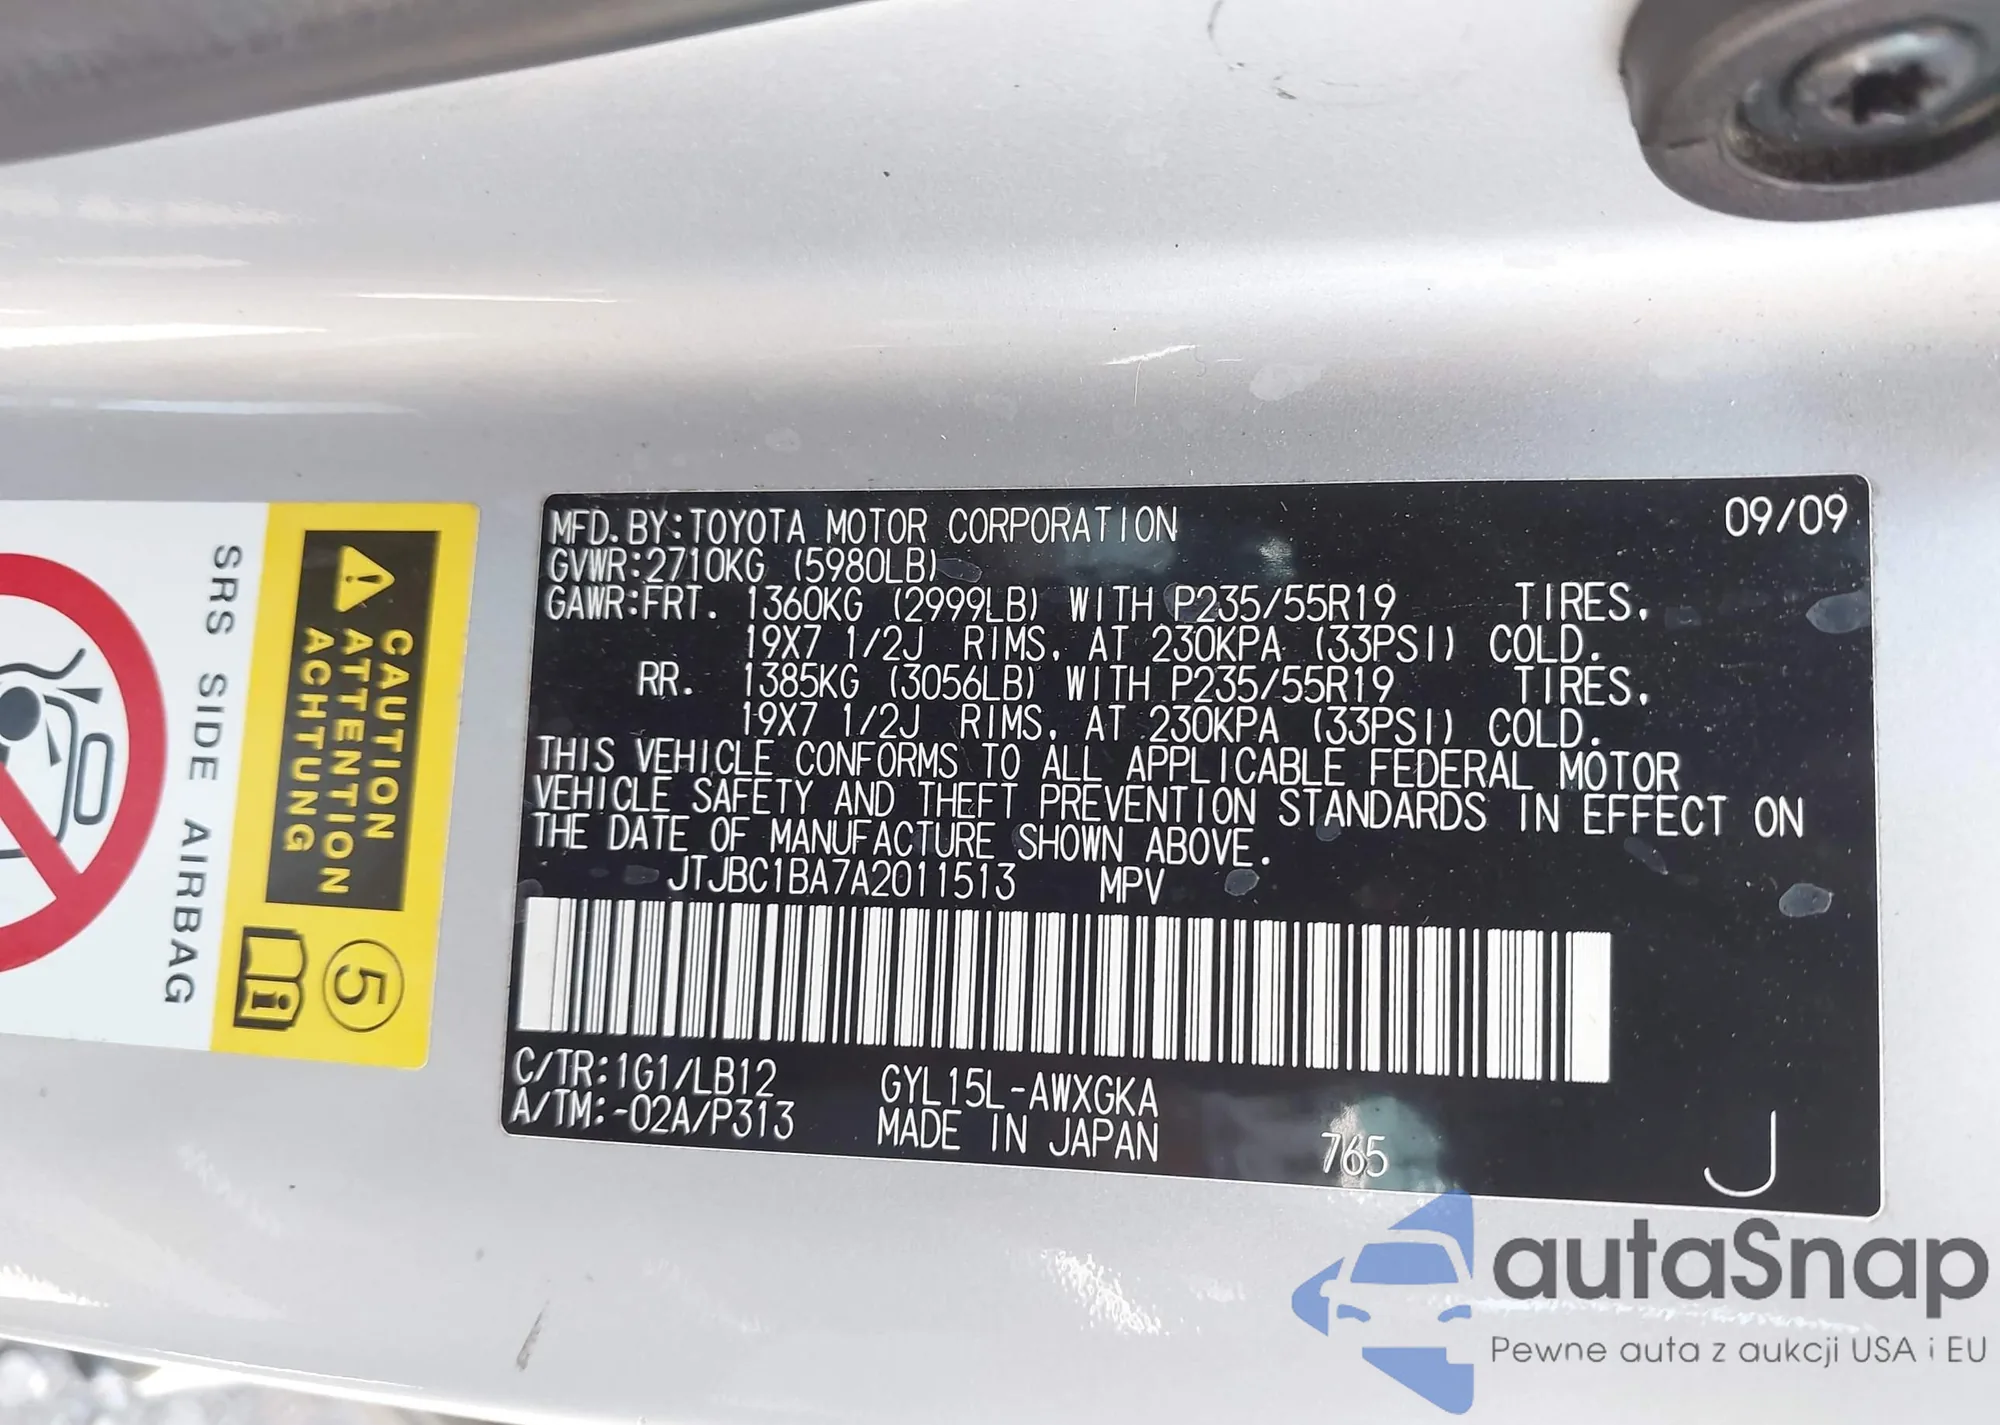 MFD. BY: TOYOTA MOTOR CORPORATION 09/09
GVWR: 2710KG (5980LB)
GAWR: FRT. 1360KG (2999LB) WITH P235/55R19 TIRES,
19X7 1/2J RIMS, AT 230KPA (33PSI) COLD.
RR. 1385KG (3056LB) WITH P235/55R19 TIRES,
19X7 1/2J RIMS, AT 230KPA (33PSI) COLD.
THIS VEHICLE CONFORMS TO ALL APPLICABLE FEDERAL MOTOR
VEHICLE SAFETY AND THEFT PREVENTION STANDARDS IN EFFECT ON
THE DATE OF MANUFACTURE SHOWN ABOVE.
JTJBC1BA7A2011513 MPV
C/TR: 1G1/LB12 GYL15L-AWXGKA
A/TM: -02A/P313 MADE IN JAPAN 765 J
CAUTION
ATTENTION
ACHTUNG
5
i
SRS SIDE AIRBAG
autaSnap
Pewne auta z aukcji USA i EU